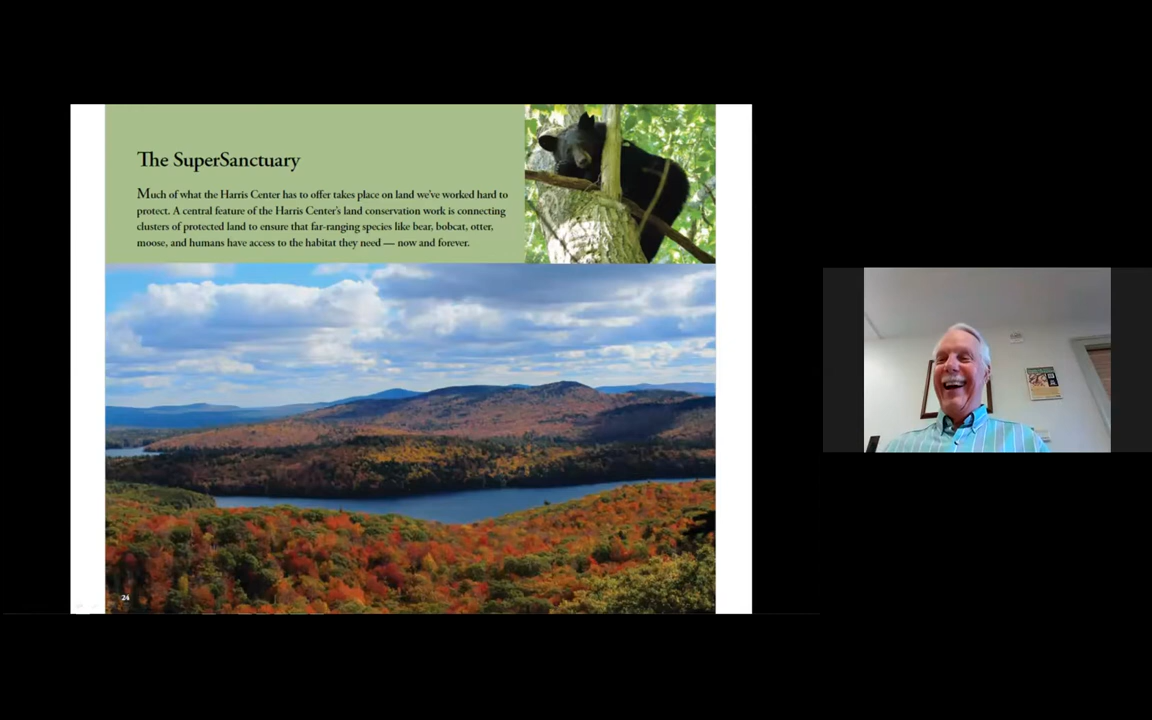 The SuperSanctuary
Much of what the Harris Center has to offer takes place on land we've worked hard to
protect. A central feature of the Harris Center's land conservation work is connecting
clusters of protected land to ensure that far-ranging species like bear, bobcat, otter,
moose, and humans have access to the habitat they need — now and forever.
24